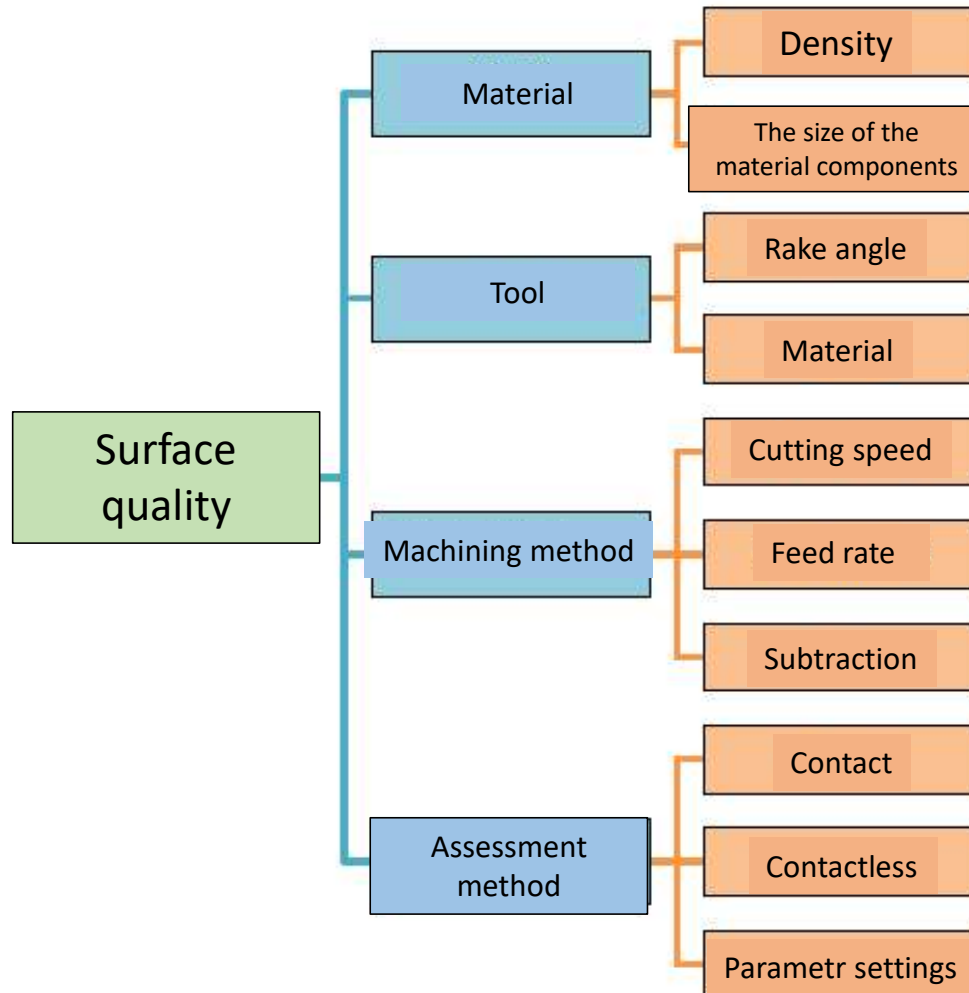 Surface
quality
Material
Density
The size of the
material components
Tool
Rake angle
Material
Machining method
Cutting speed
Feed rate
Subtraction
Assessment
method
Contact
Contactless
Parametr settings